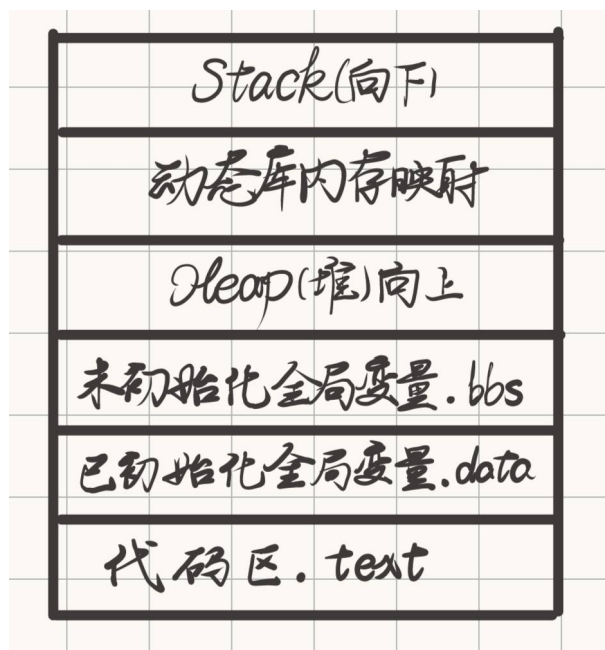 Stack(向下)
动态库内存映射
Heap(堆)向上
未初始化全局变量.bbs
已初始化全局变量.data
代码区.text